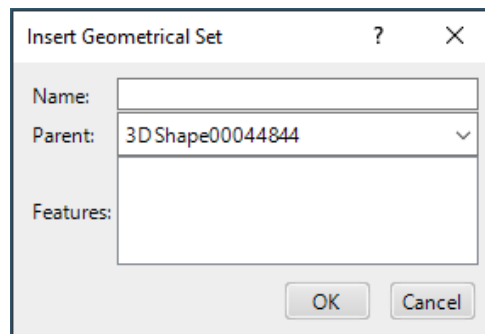 Insert Geometrical Set ?
Name:
Parent: 3D Shape00044844
Features:
OK Cancel